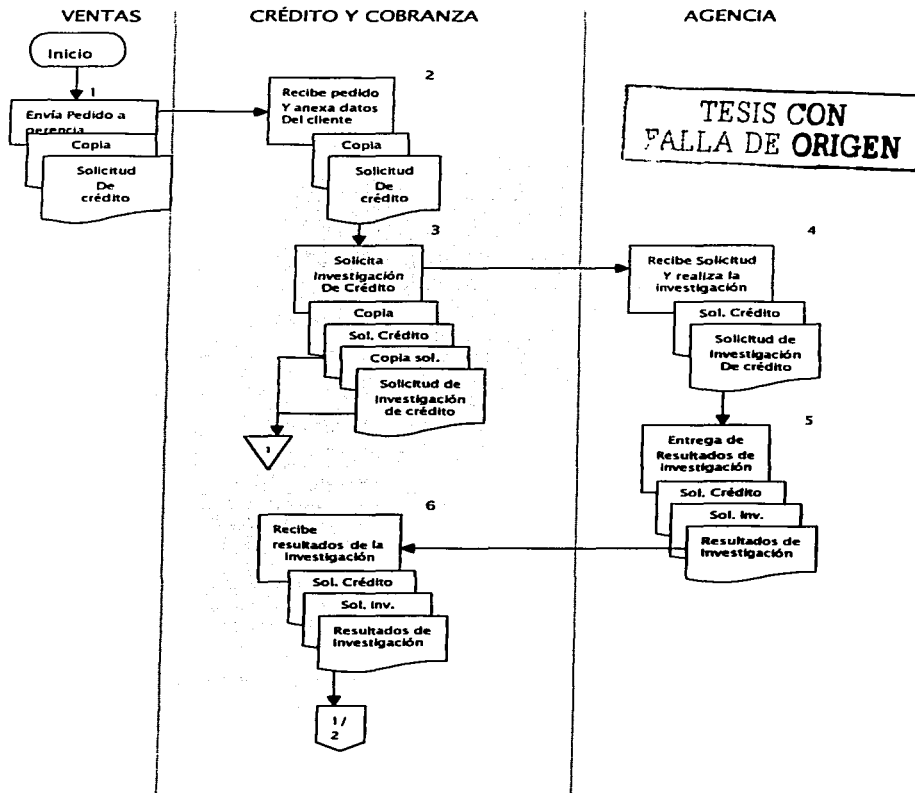 VENTAS
CRÉDITO Y COBRANZA
AGENCIA
Inicio
1
Envía Pedido a
gerencia
Copia
Solicitud
De
crédito
2
Recibe pedido
Y anexa datos
Del cliente
Copia
Solicitud
De
crédito
TESIS CON
FALLA DE ORIGEN
3
Solicita
Investigación
De Crédito
Copia
Sol. Crédito
Copia sol.
Solicitud de
Investigación
de crédito
1
4
Recibe Solicitud
Y realiza la
investigación
Sol. Crédito
Solicitud de
Investigación
De crédito
5
Entrega de
Resultados de
Investigación
Sol. Crédito
Sol. Inv.
Resultados de
Investigación
6
Recibe
resultados de la
Investigación
Sol. Crédito
Sol. Inv.
Resultados de
Investigación
1/
2